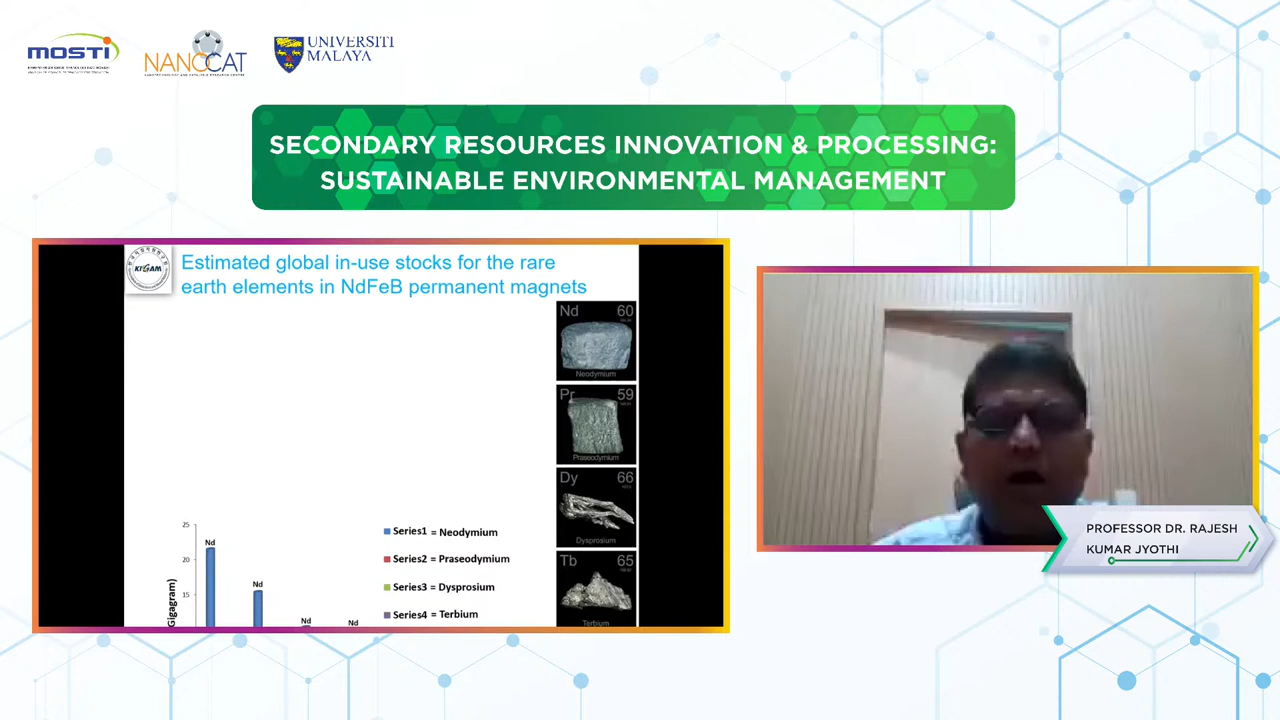 MOSTI
NANOCAT
UNIVERSITI
MALAYA
SECONDARY RESOURCES INNOVATION & PROCESSING:
SUSTAINABLE ENVIRONMENTAL MANAGEMENT
KIGAM
Estimated global in-use stocks for the rare
earth elements in NdFeB permanent magnets
Nd 60
Neodymium
Pr 59
Praseodymium
Dy 66
Dysprosium
Tb 65
Terbium
25
20
15
Gigagram)
Nd
Nd
Nd
Nd
Series1 = Neodymium
Series2 = Praseodymium
Series3 = Dysprosium
Series4 = Terbium
PROFESSOR DR. RAJESH
KUMAR JYOTHI